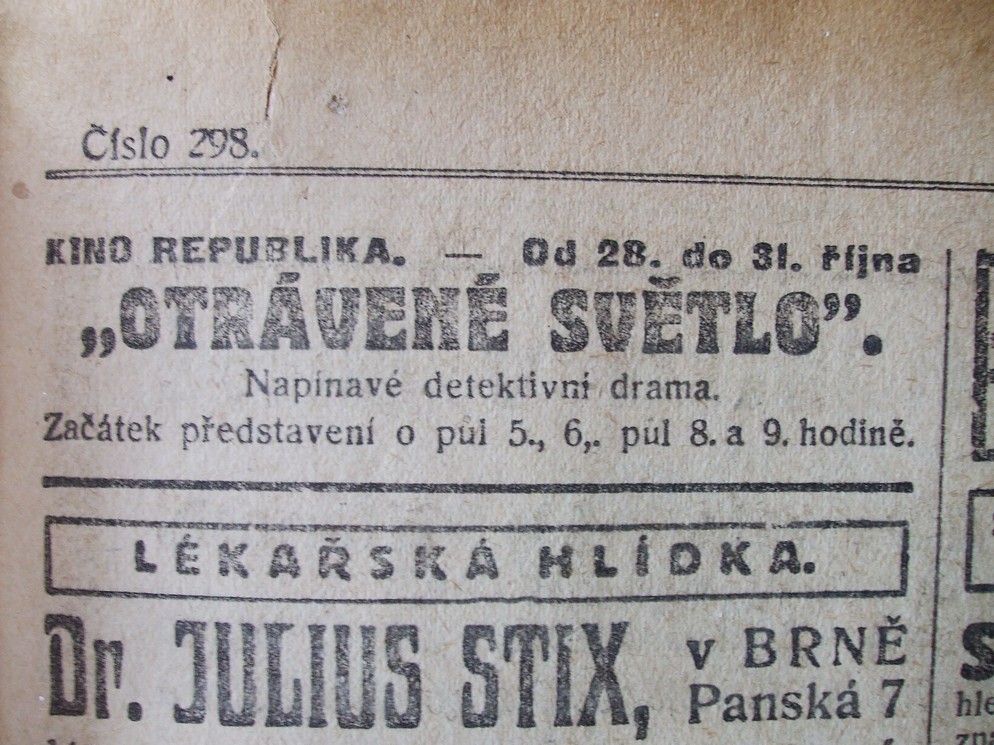 Číslo 298.
KINO REPUBLIKA. — Od 28. do 31. října
„OTRÁVENÉ SVĚTLO”.
Napínavé detektivní drama.
Začátek představení o půl 5., 6,. půl 8. a 9. hodině.
LÉKAŘSKÁ HLÍDKA.
Dr. JULIUS STIX, v BRNĚ
Panská 7